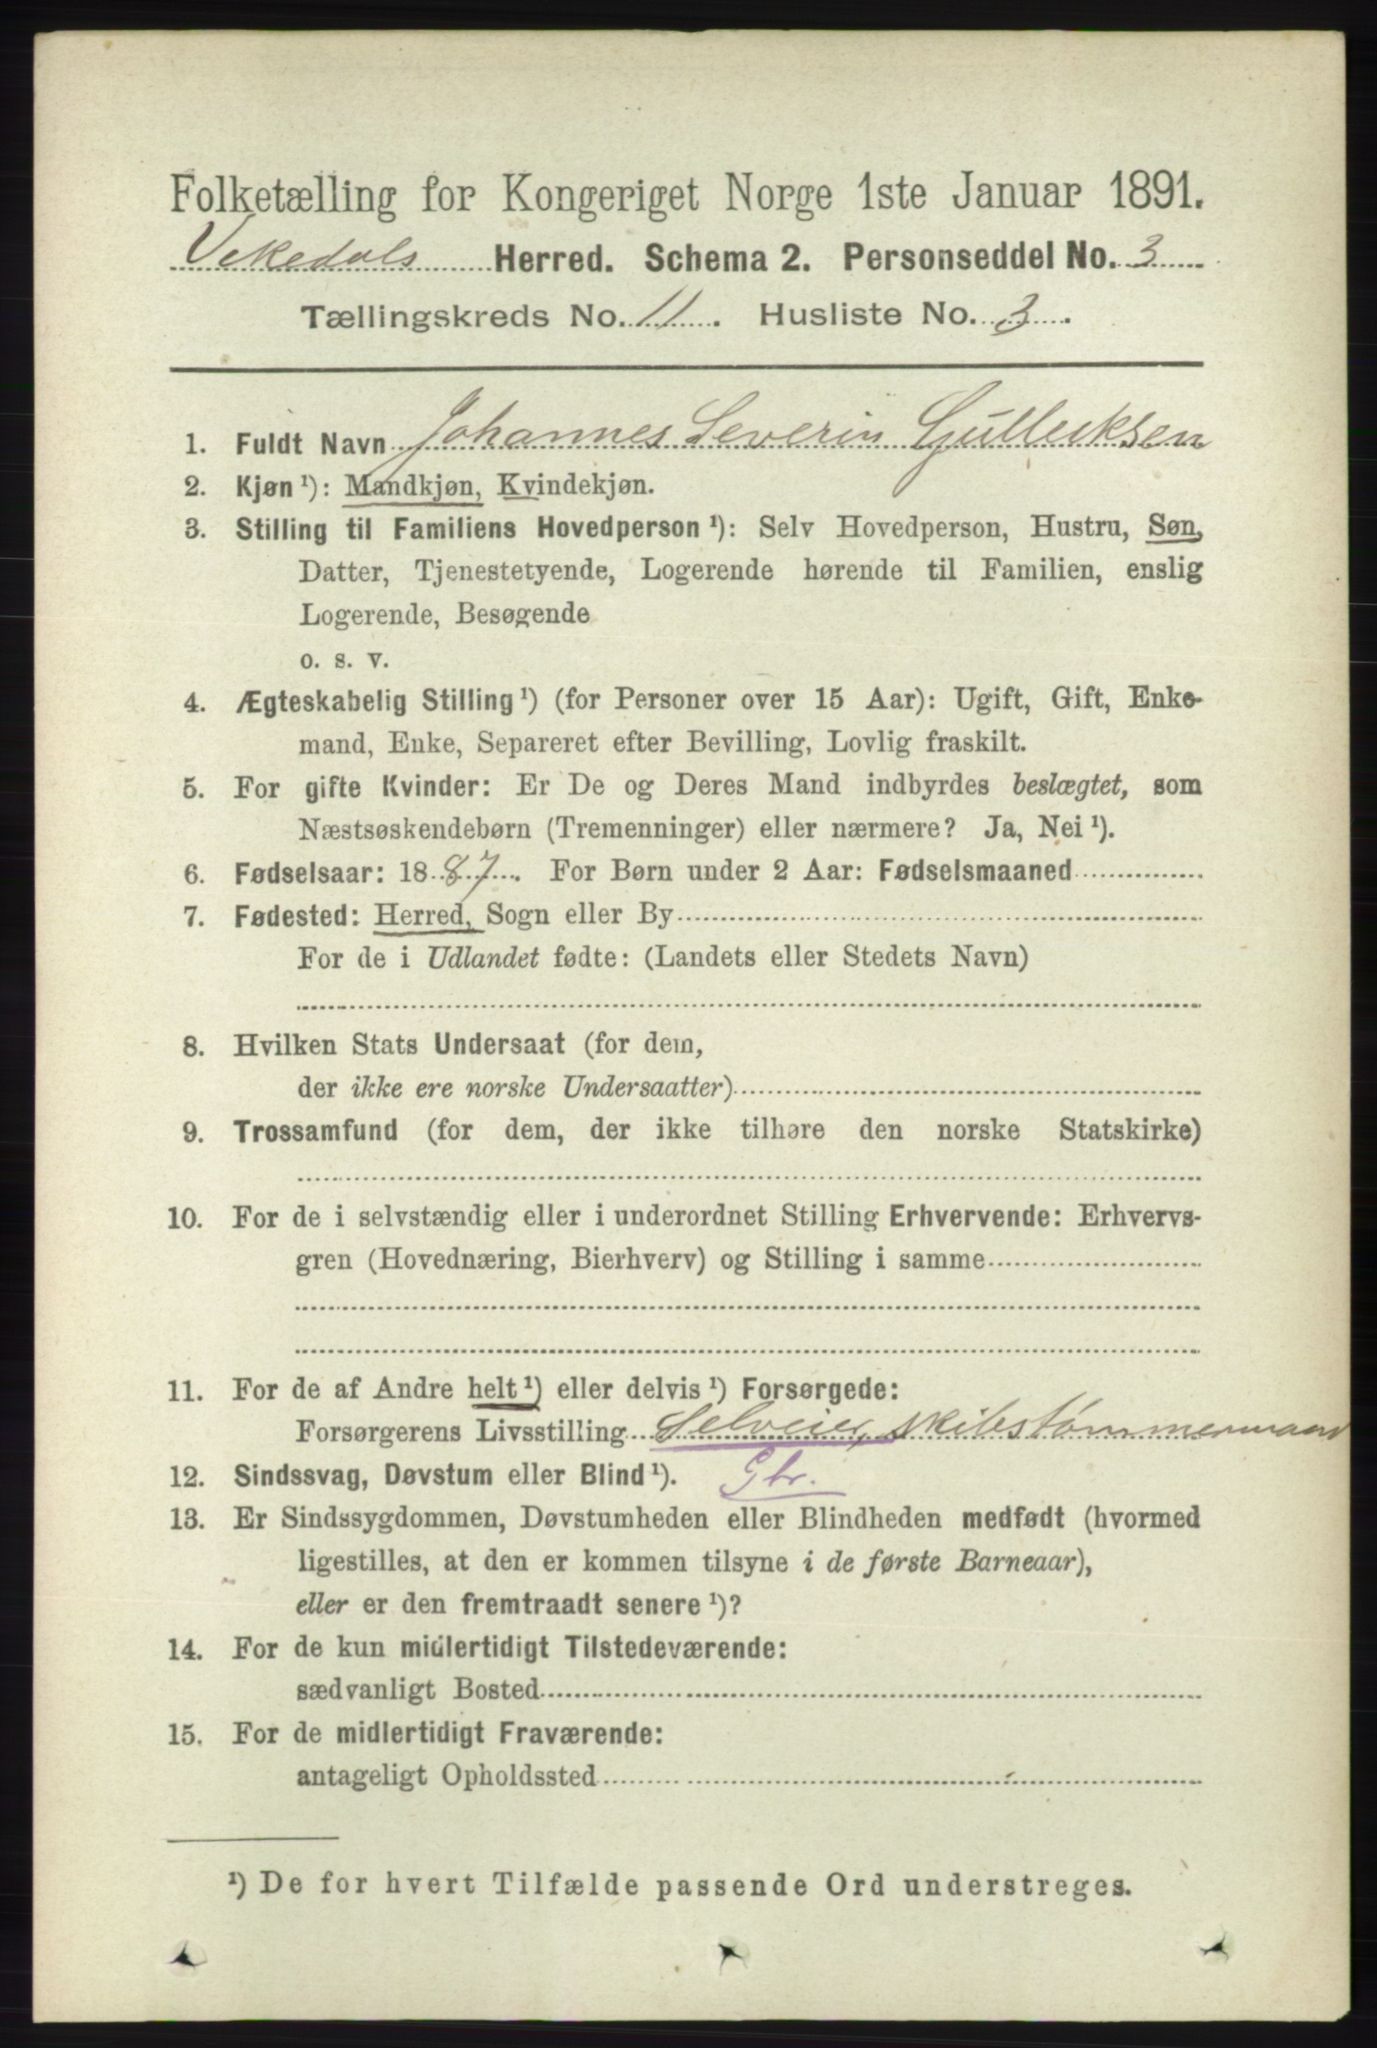 Folketælling for Kongeriget Norge 1ste Januar 1891.
Vikedals Herred. Schema 2. Personseddel No. 3
Tællingskreds No. 11. Husliste No. 3.
1. Fuldt Navn Johannes Severin Gulleiksen
2. Kjøn ¹): Mandkjøn, Kvindekjøn.
3. Stilling til Familiens Hovedperson ¹): Selv Hovedperson, Hustru, Søn,
Datter, Tjenestetyende, Logerende hørende til Familien, enslig
Logerende, Besøgende
o. s. v.
4. Ægteskabelig Stilling ¹) (for Personer over 15 Aar): Ugift, Gift, Enke-
mand, Enke, Separeret efter Bevilling, Lovlig fraskilt.
5. For gifte Kvinder: Er De og Deres Mand indbyrdes beslægtet, som
Næstsøskendebørn (Tremenninger) eller nærmere? Ja, Nei ¹).
6. Fødselsaar: 1887. For Børn under 2 Aar: Fødselsmaaned
7. Fødested: Herred, Sogn eller By
For de i Udlandet fødte: (Landets eller Stedets Navn)
8. Hvilken Stats Undersaat (for dem,
der ikke ere norske Undersaatter)
9. Trossamfund (for dem, der ikke tilhøre den norske Statskirke)
10. For de i selvstændig eller i underordnet Stilling Erhvervende: Erhvervs-
gren (Hovednæring, Bierhverv) og Stilling i samme
11. For de af Andre helt ¹) eller delvis ¹) Forsørgede:
Forsørgerens Livsstilling Selveier, skibstømmermand
12. Sindssvag, Døvstum eller Blind ¹). Gbr.
13. Er Sindssygdommen, Døvstumheden eller Blindheden medfødt (hvormed
ligestilles, at den er kommen tilsyne i de første Barneaar),
eller er den fremtraadt senere ¹)?
14. For de kun midlertidigt Tilstedeværende:
sædvanligt Bosted
15. For de midlertidigt Fraværende:
antageligt Opholdssted
¹) De for hvert Tilfælde passende Ord understreges.